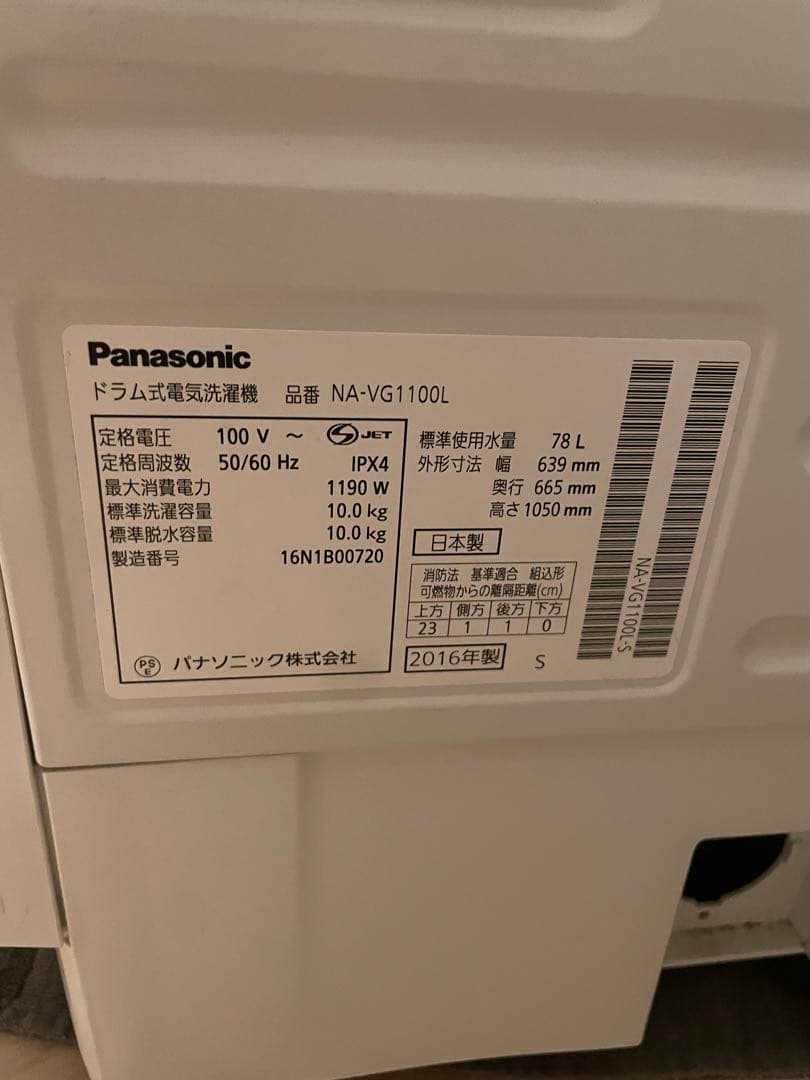 Panasonic
ドラム式電気洗濯機 品番 NA-VG1100L
定格電圧 100 V ～ S JET
定格周波数 50/60 Hz IPX4
最大消費電力 1190 W
標準洗濯容量 10.0 kg
標準脱水容量 10.0 kg
製造番号 16N1B00720
PSE パナソニック株式会社
標準使用水量 78 L
外形寸法 幅 639 mm
奥行 665 mm
高さ 1050 mm
日本製
消防法 基準適合 組込形
可燃物からの離隔距離(cm)
上方 側方 後方 下方
23 1 1 0
2016年製 S
NA-VG1100L-S